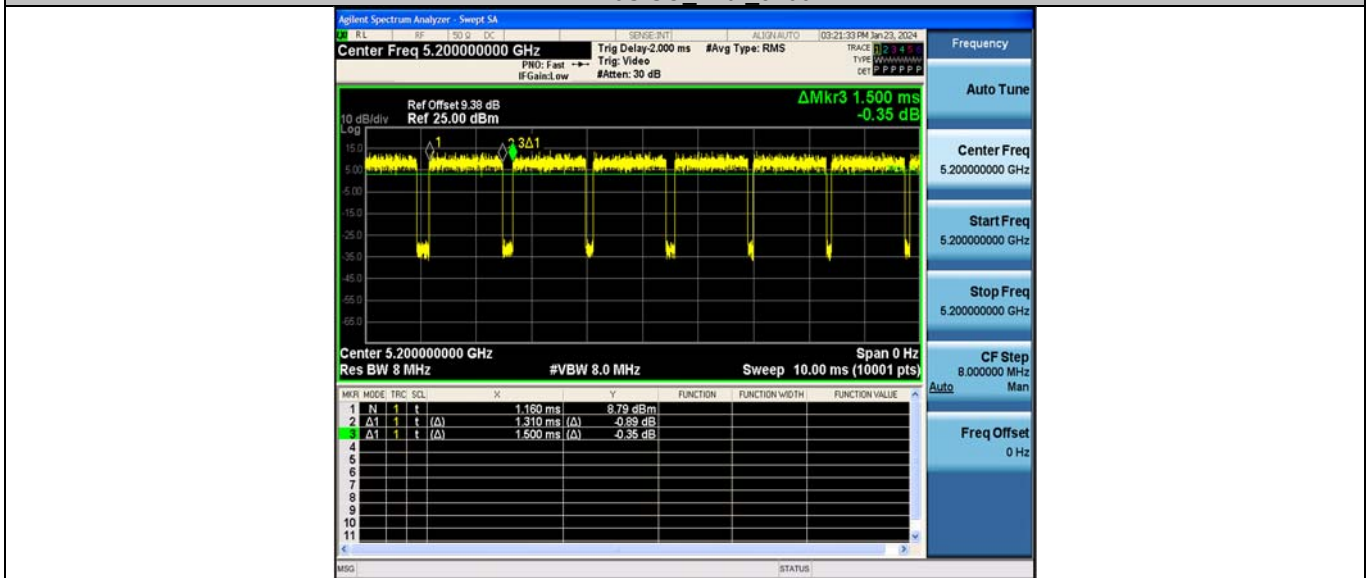 Agilent Spectrum Analyzer - Swept SA
RL RF 50 Ω DC SENSE:INT ALIGN AUTO 03:21:33 PM Jan 23, 2024
Center Freq 5.200000000 GHz
PNO: Fast
IFGain:Low
Trig Delay-2.000 ms
Trig: Video
#Atten: 30 dB
#Avg Type: RMS
TRACE 1 2 3 4 5 6
TYPE
DET P P P P P P
Ref Offset 9.38 dB
10 dB/div Ref 25.00 dBm
Log
ΔMkr3 1.500 ms
-0.35 dB
1
3Δ1
15.0
5.00
-5.00
-15.0
-25.0
-35.0
-45.0
-55.0
-65.0
Center 5.200000000 GHz Span 0 Hz
Res BW 8 MHz #VBW 8.0 MHz Sweep 10.00 ms (10001 pts)
MKR MODE TRC SCL X Y FUNCTION FUNCTION WIDTH FUNCTION VALUE
1 N 1 t 1.160 ms 8.79 dBm
2 Δ1 1 t (Δ) 1.310 ms (Δ) -0.89 dB
3 Δ1 1 t (Δ) 1.500 ms (Δ) -0.35 dB
4
5
6
7
8
9
10
11
MSG STATUS
Frequency
Auto Tune
Center Freq
5.200000000 GHz
Start Freq
5.200000000 GHz
Stop Freq
5.200000000 GHz
CF Step
8.000000 MHz
Auto Man
Freq Offset
0 Hz